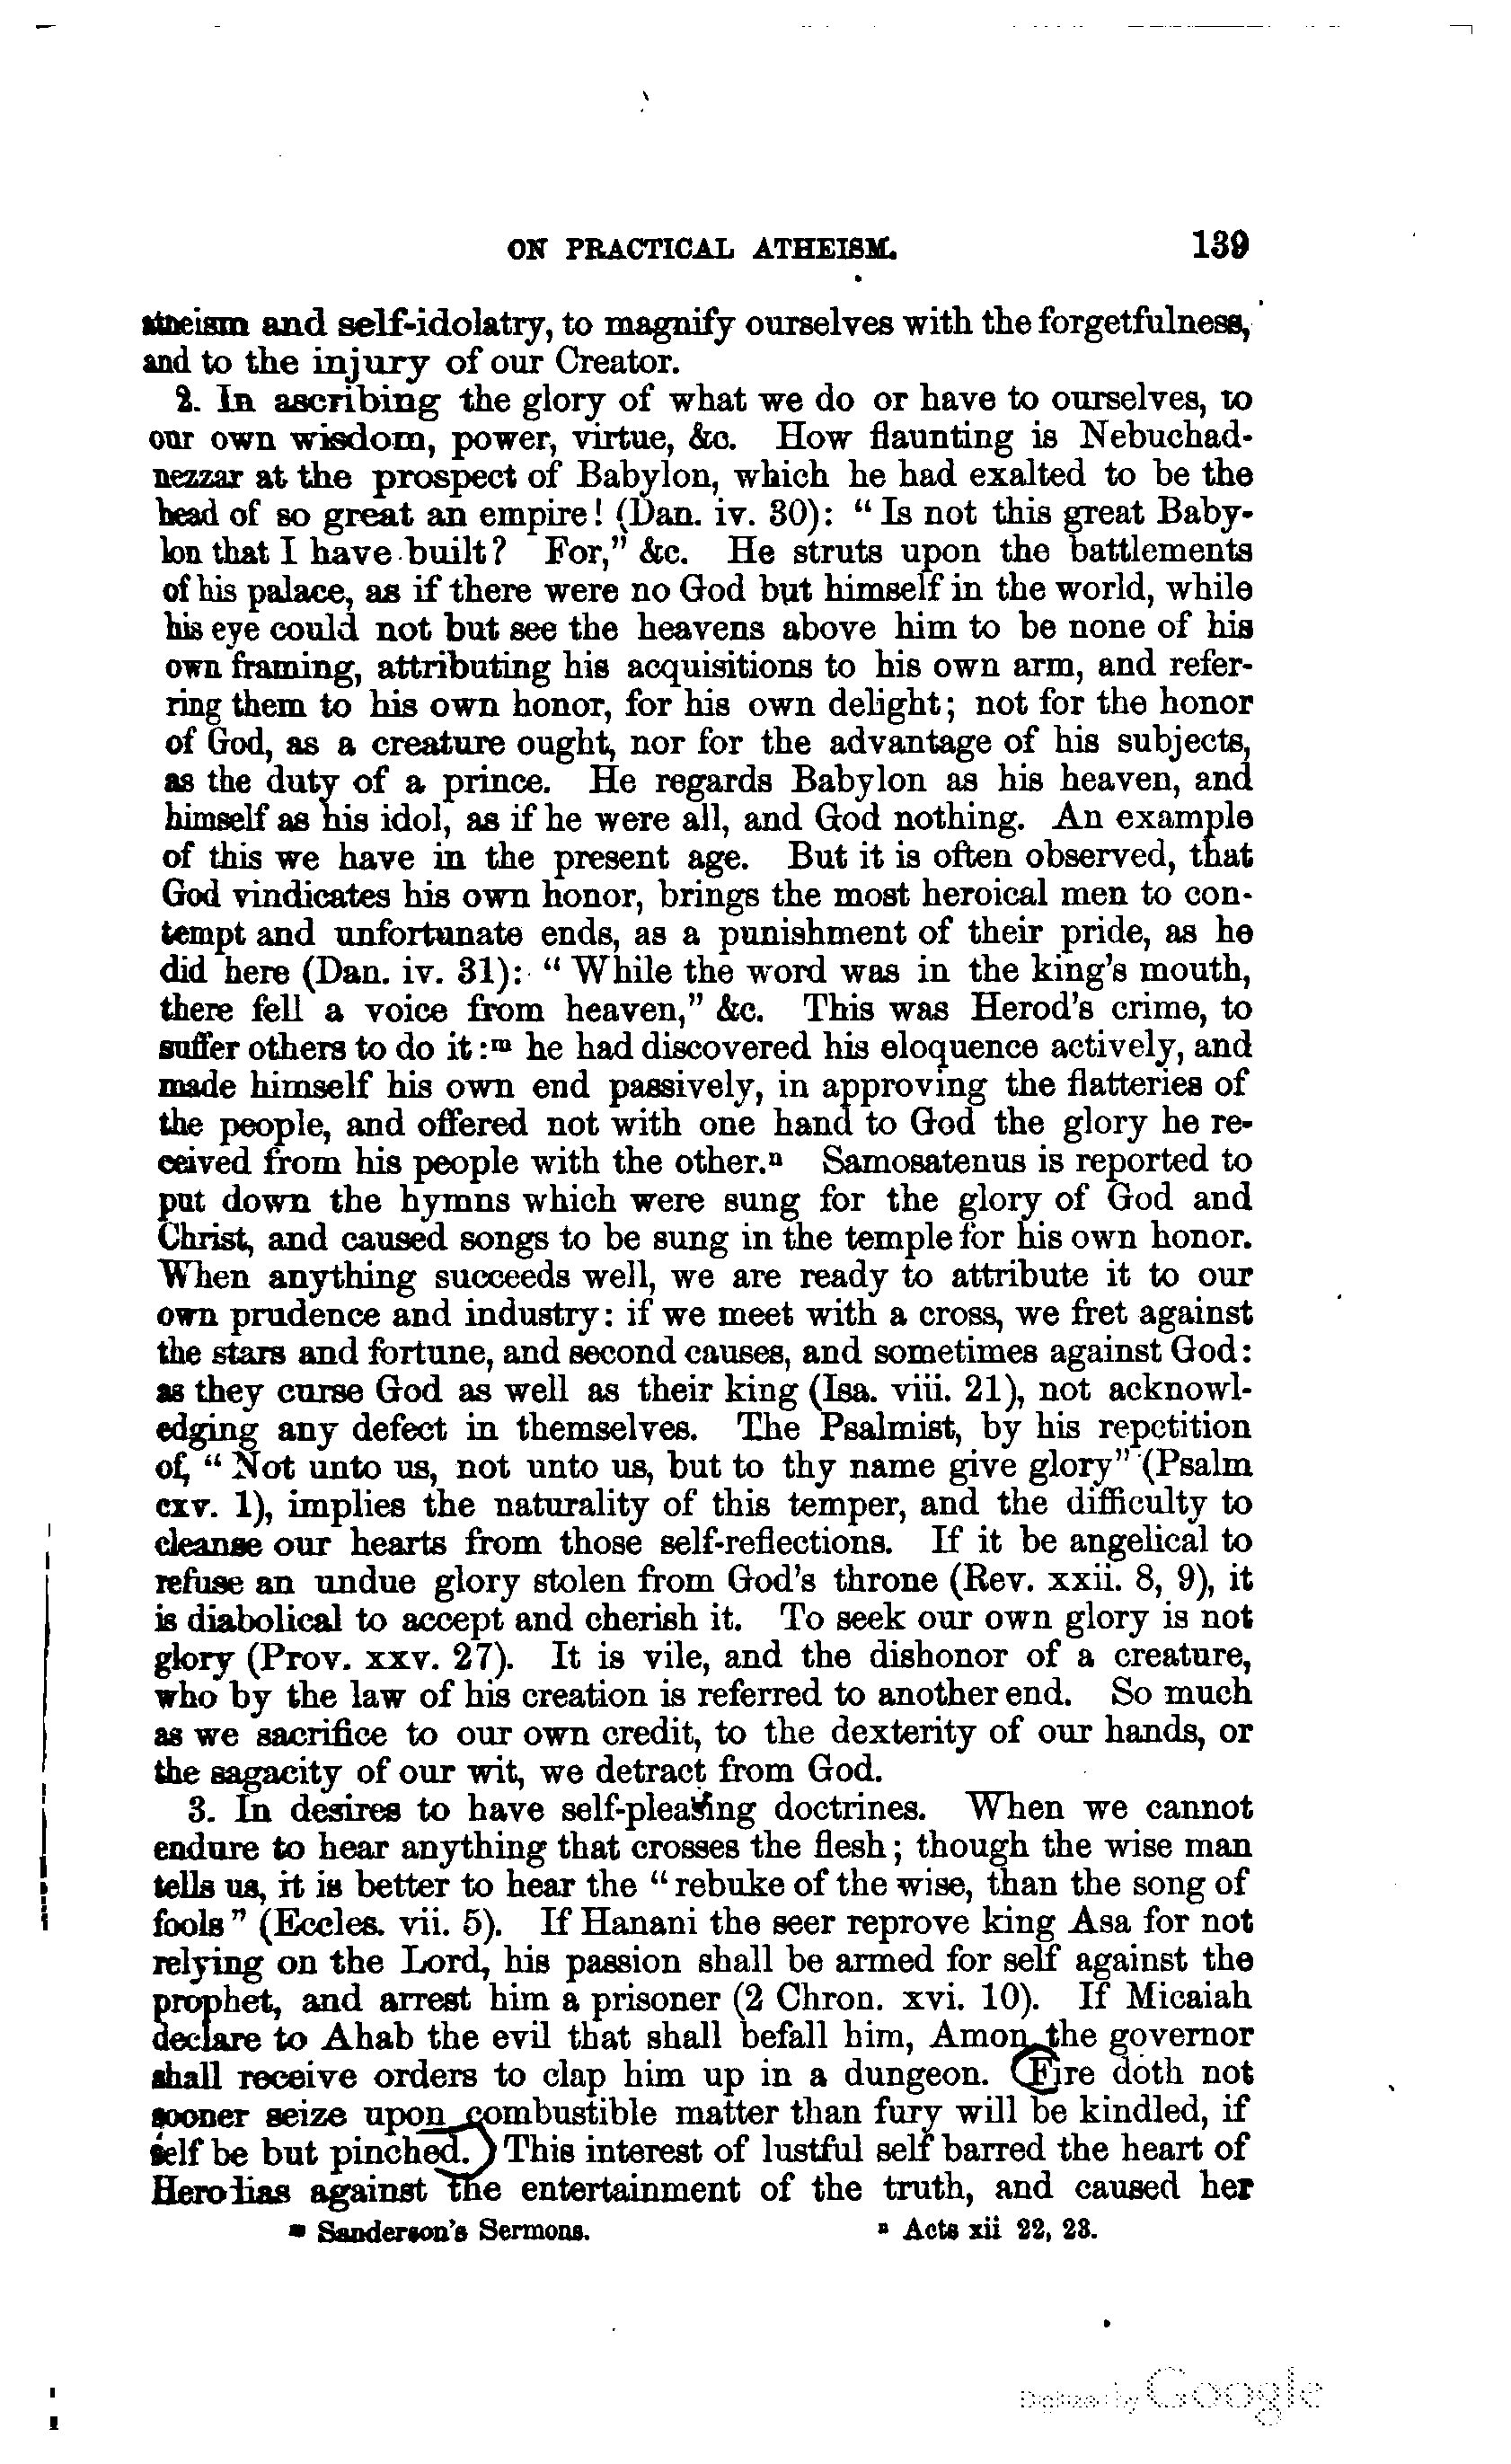 ON PRACTICAL ATHEISM. 139
atheism and self-idolatry, to magnify ourselves with the forgetfulness,
and to the injury of our Creator.
2. In ascribing the glory of what we do or have to ourselves, to
our own wisdom, power, virtue, &c. How flaunting is Nebuchad-
nezzar at the prospect of Babylon, which he had exalted to be the
head of so great an empire! (Dan. iv. 30): “ Is not this great Baby-
lon that I have built? For,” &c. He struts upon the battlements
of his palace, as if there were no God but himself in the world, while
his eye could not but see the heavens above him to be none of his
own framing, attributing his acquisitions to his own arm, and refer-
ring them to his own honor, for his own delight; not for the honor
of God, as a creature ought, nor for the advantage of his subjects,
as the duty of a prince. He regards Babylon as his heaven, and
himself as his idol, as if he were all, and God nothing. An example
of this we have in the present age. But it is often observed, that
God vindicates his own honor, brings the most heroical men to con-
tempt and unfortunate ends, as a punishment of their pride, as he
did here (Dan. iv. 31): “ While the word was in the king's mouth,
there fell a voice from heaven,” &c. This was Herod's crime, to
suffer others to do it:ᵐ he had discovered his eloquence actively, and
made himself his own end passively, in approving the flatteries of
the people, and offered not with one hand to God the glory he re-
ceived from his people with the other.ⁿ Samosatenus is reported to
put down the hymns which were sung for the glory of God and
Christ, and caused songs to be sung in the temple for his own honor.
When anything succeeds well, we are ready to attribute it to our
own prudence and industry: if we meet with a cross, we fret against
the stars and fortune, and second causes, and sometimes against God:
as they curse God as well as their king (Isa. viii. 21), not acknowl-
edging any defect in themselves. The Psalmist, by his repetition
of, “ Not unto us, not unto us, but to thy name give glory” (Psalm
cxv. 1), implies the naturality of this temper, and the difficulty to
cleanse our hearts from those self-reflections. If it be angelical to
refuse an undue glory stolen from God's throne (Rev. xxii. 8, 9), it
is diabolical to accept and cherish it. To seek our own glory is not
glory (Prov. xxv. 27). It is vile, and the dishonor of a creature,
who by the law of his creation is referred to another end. So much
as we sacrifice to our own credit, to the dexterity of our hands, or
the sagacity of our wit, we detract from God.
3. In desires to have self-pleasing doctrines. When we cannot
endure to hear anything that crosses the flesh; though the wise man
tells us, it is better to hear the “ rebuke of the wise, than the song of
fools” (Eccles. vii. 5). If Hanani the seer reprove king Asa for not
relying on the Lord, his passion shall be armed for self against the
prophet, and arrest him a prisoner (2 Chron. xvi. 10). If Micaiah
declare to Ahab the evil that shall befall him, Amon the governor
shall receive orders to clap him up in a dungeon. Fire doth not
sooner seize upon combustible matter than fury will be kindled, if
self be but pinched. This interest of lustful self barred the heart of
Herodias against the entertainment of the truth, and caused her
ᵐ Sanderson's Sermons. ⁿ Acts xii 22, 23.
Digitized by Google